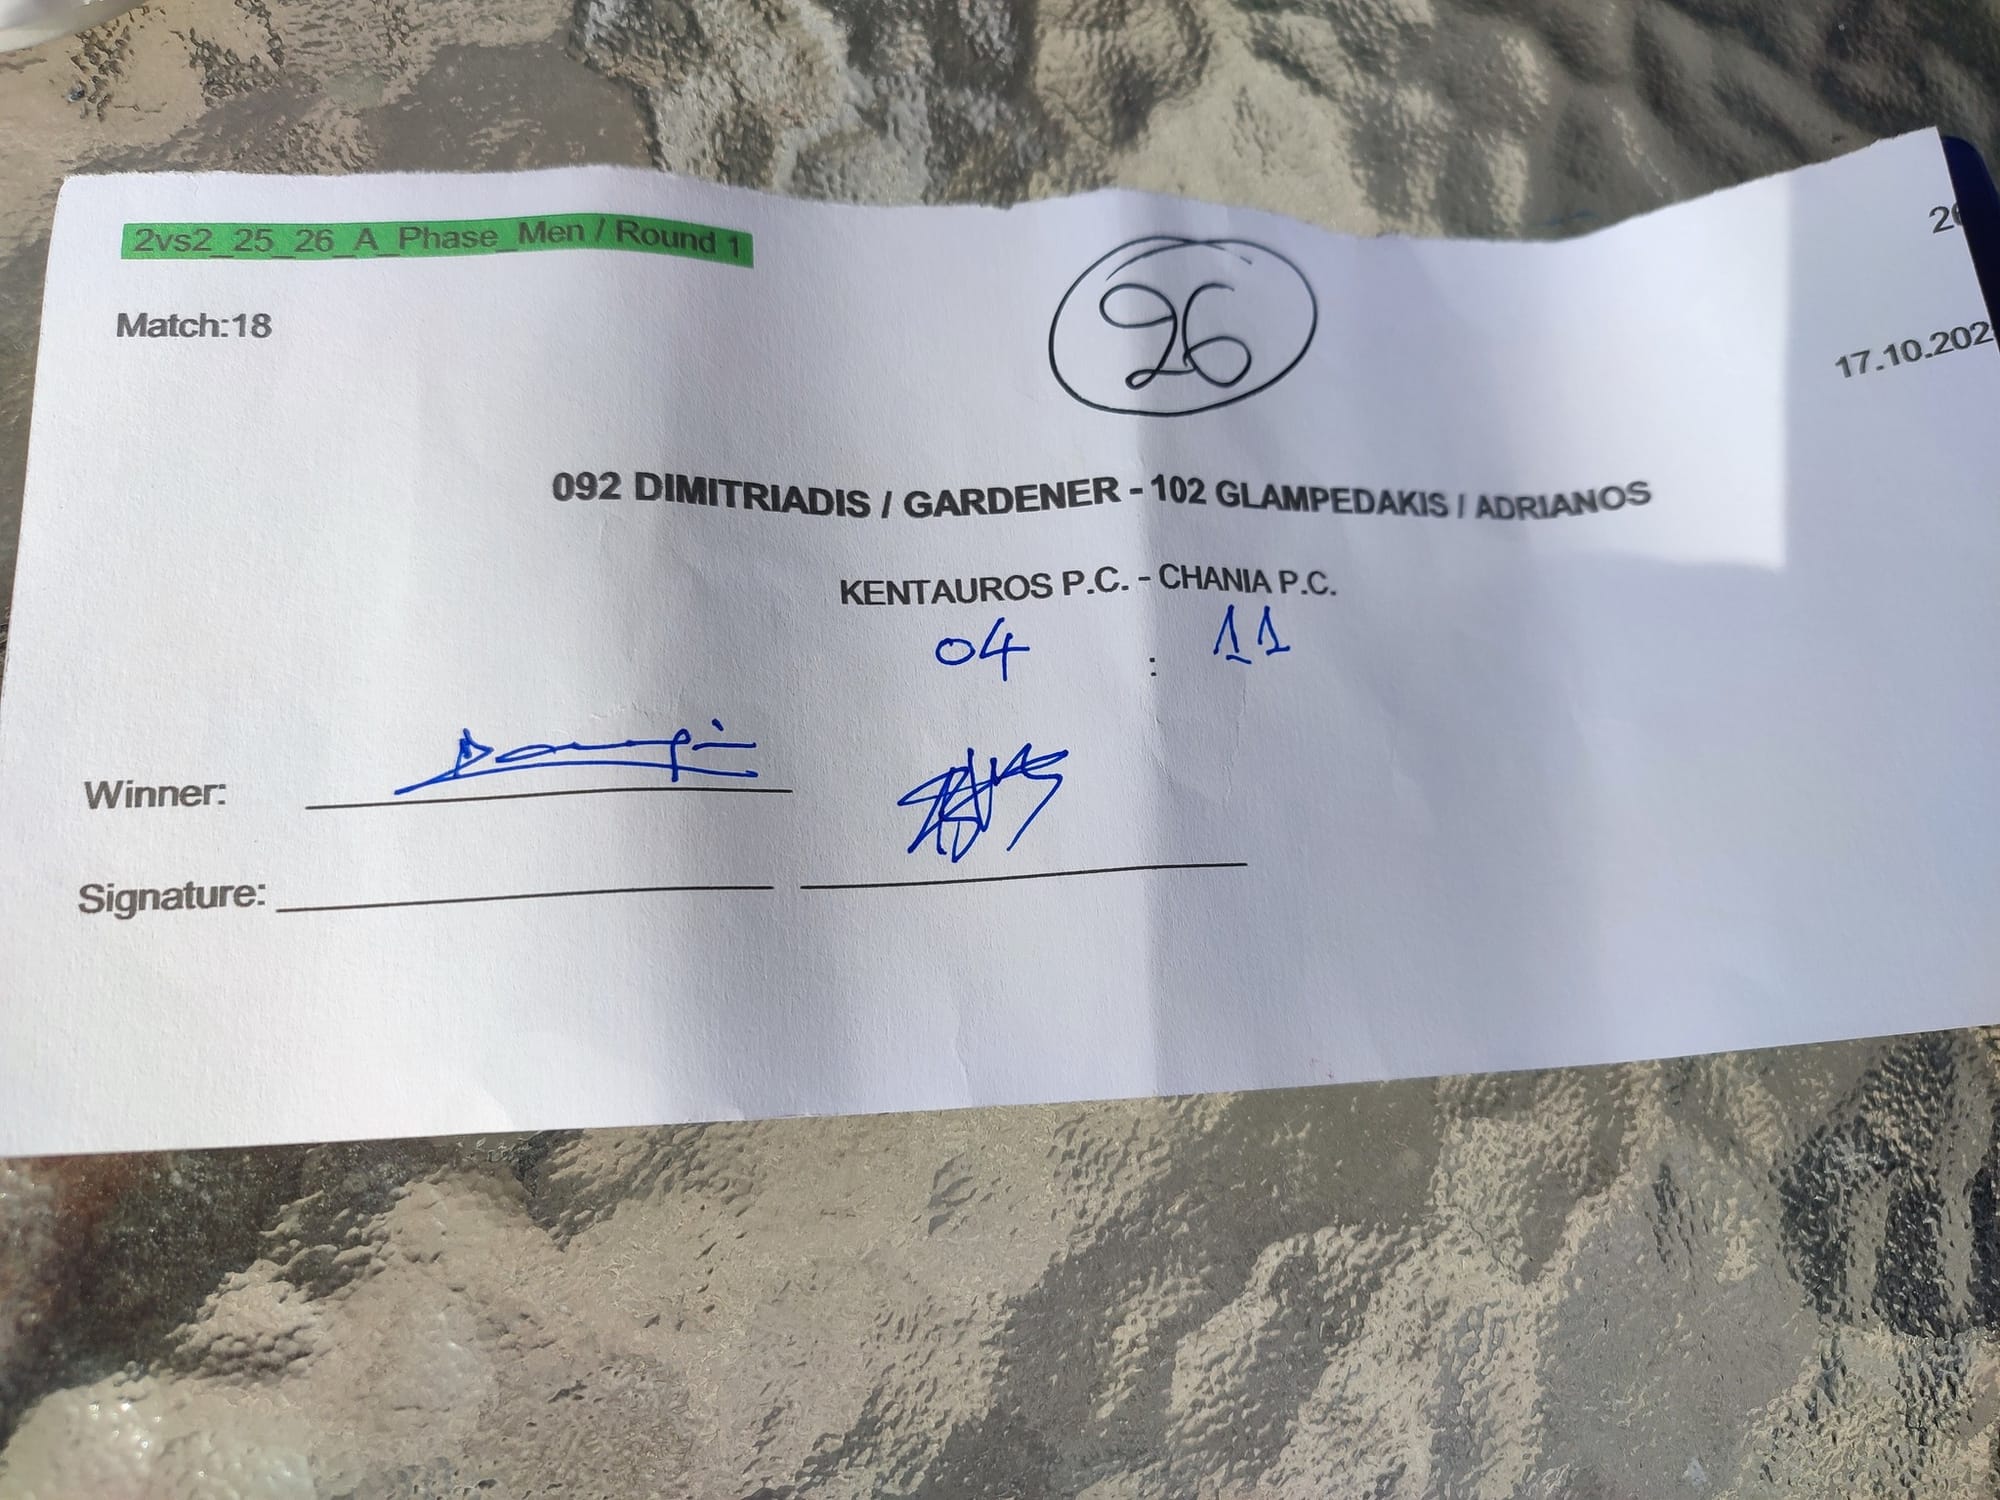 2vs2_25_26_A_Phase_Men / Round 1
26
Match:18
26
17.10.202
092 DIMITRIADIS / GARDENER - 102 GLAMPEDAKIS / ADRIANOS
KENTAUROS P.C. - CHANIA P.C.
04 : 11
Winner:
Signature: